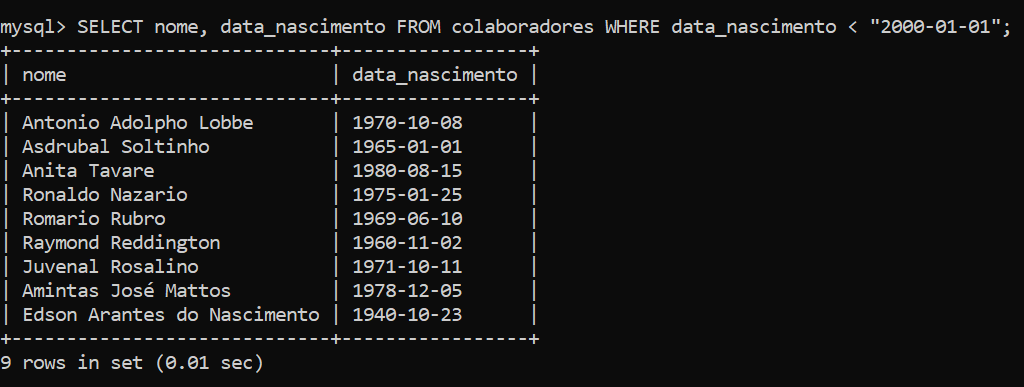 mysql> SELECT nome, data_nascimento FROM colaboradores WHERE data_nascimento < "2000-01-01";
+-----------------------------+-----------------+
| nome                        | data_nascimento |
+-----------------------------+-----------------+
| Antonio Adolpho Lobbe       | 1970-10-08      |
| Asdrubal Soltinho           | 1965-01-01      |
| Anita Tavare                | 1980-08-15      |
| Ronaldo Nazario             | 1975-01-25      |
| Romario Rubro               | 1969-06-10      |
| Raymond Reddington          | 1960-11-02      |
| Juvenal Rosalino            | 1971-10-11      |
| Amintas José Mattos         | 1978-12-05      |
| Edson Arantes do Nascimento | 1940-10-23      |
+-----------------------------+-----------------+
9 rows in set (0.01 sec)